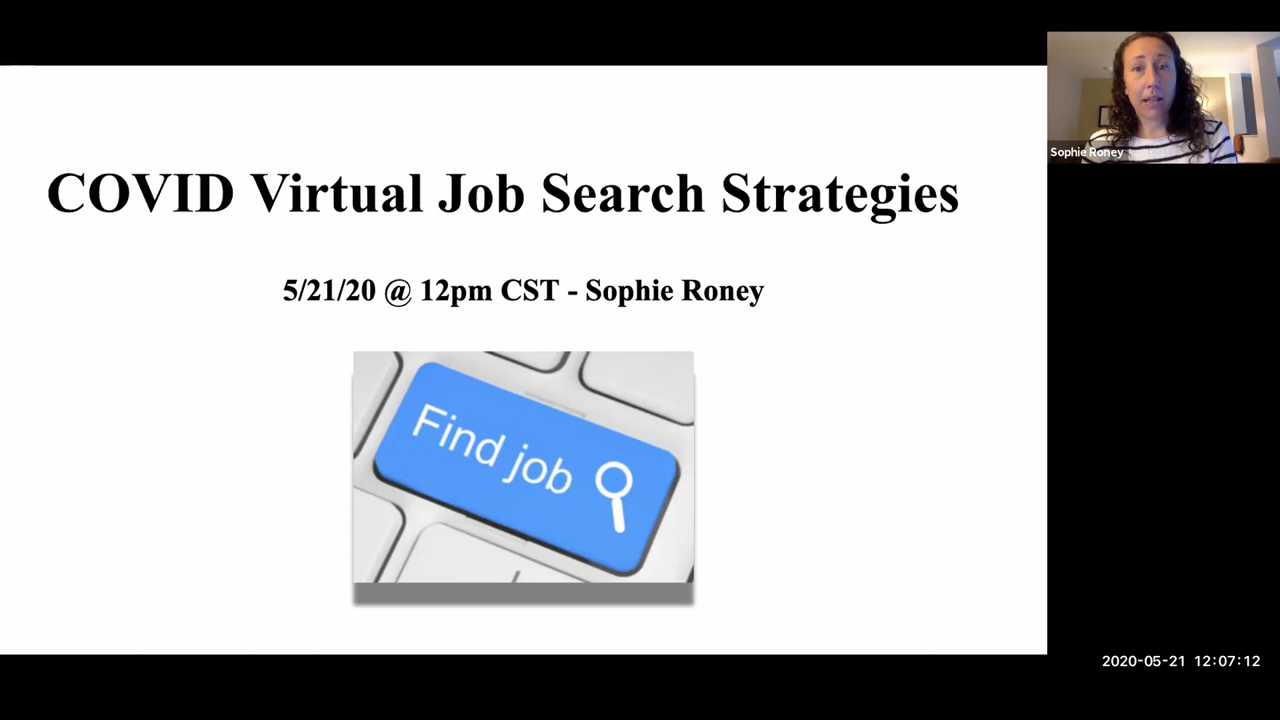 COVID Virtual Job Search Strategies
5/21/20 @ 12pm CST - Sophie Roney
Find job
Sophie Roney
2020-05-21 12:07:12